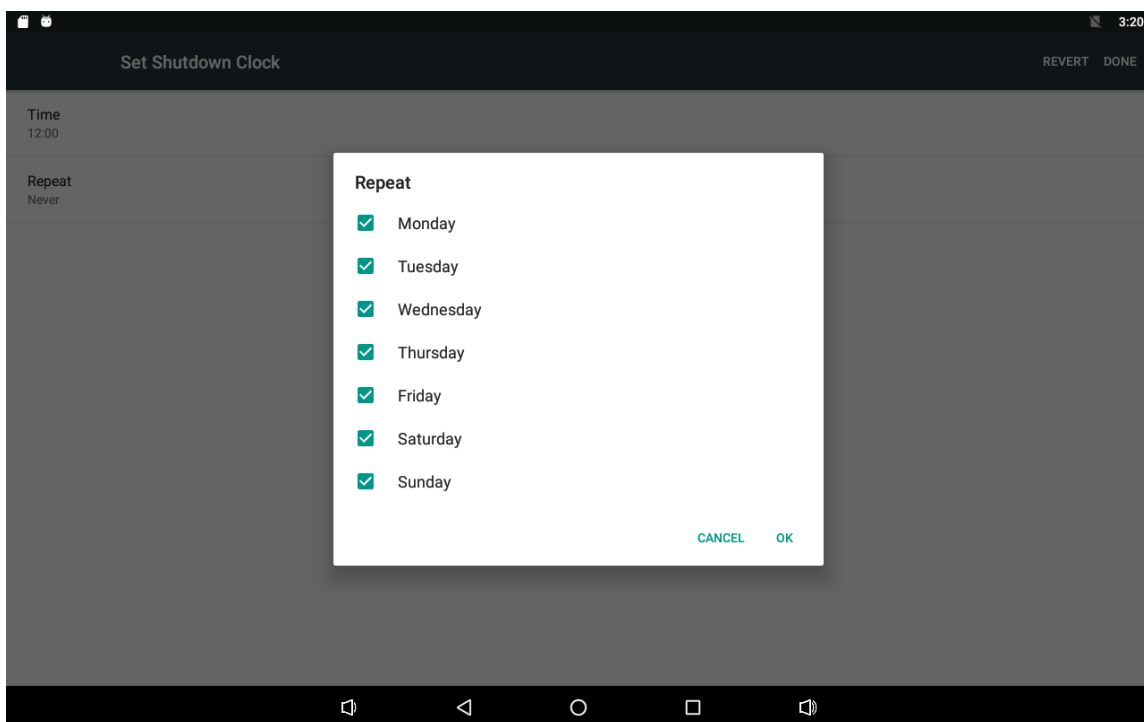 3:20
Set Shutdown Clock
REVERT DONE
Time
12:00
Repeat
Never
Repeat
Monday
Tuesday
Wednesday
Thursday
Friday
Saturday
Sunday
CANCEL OK